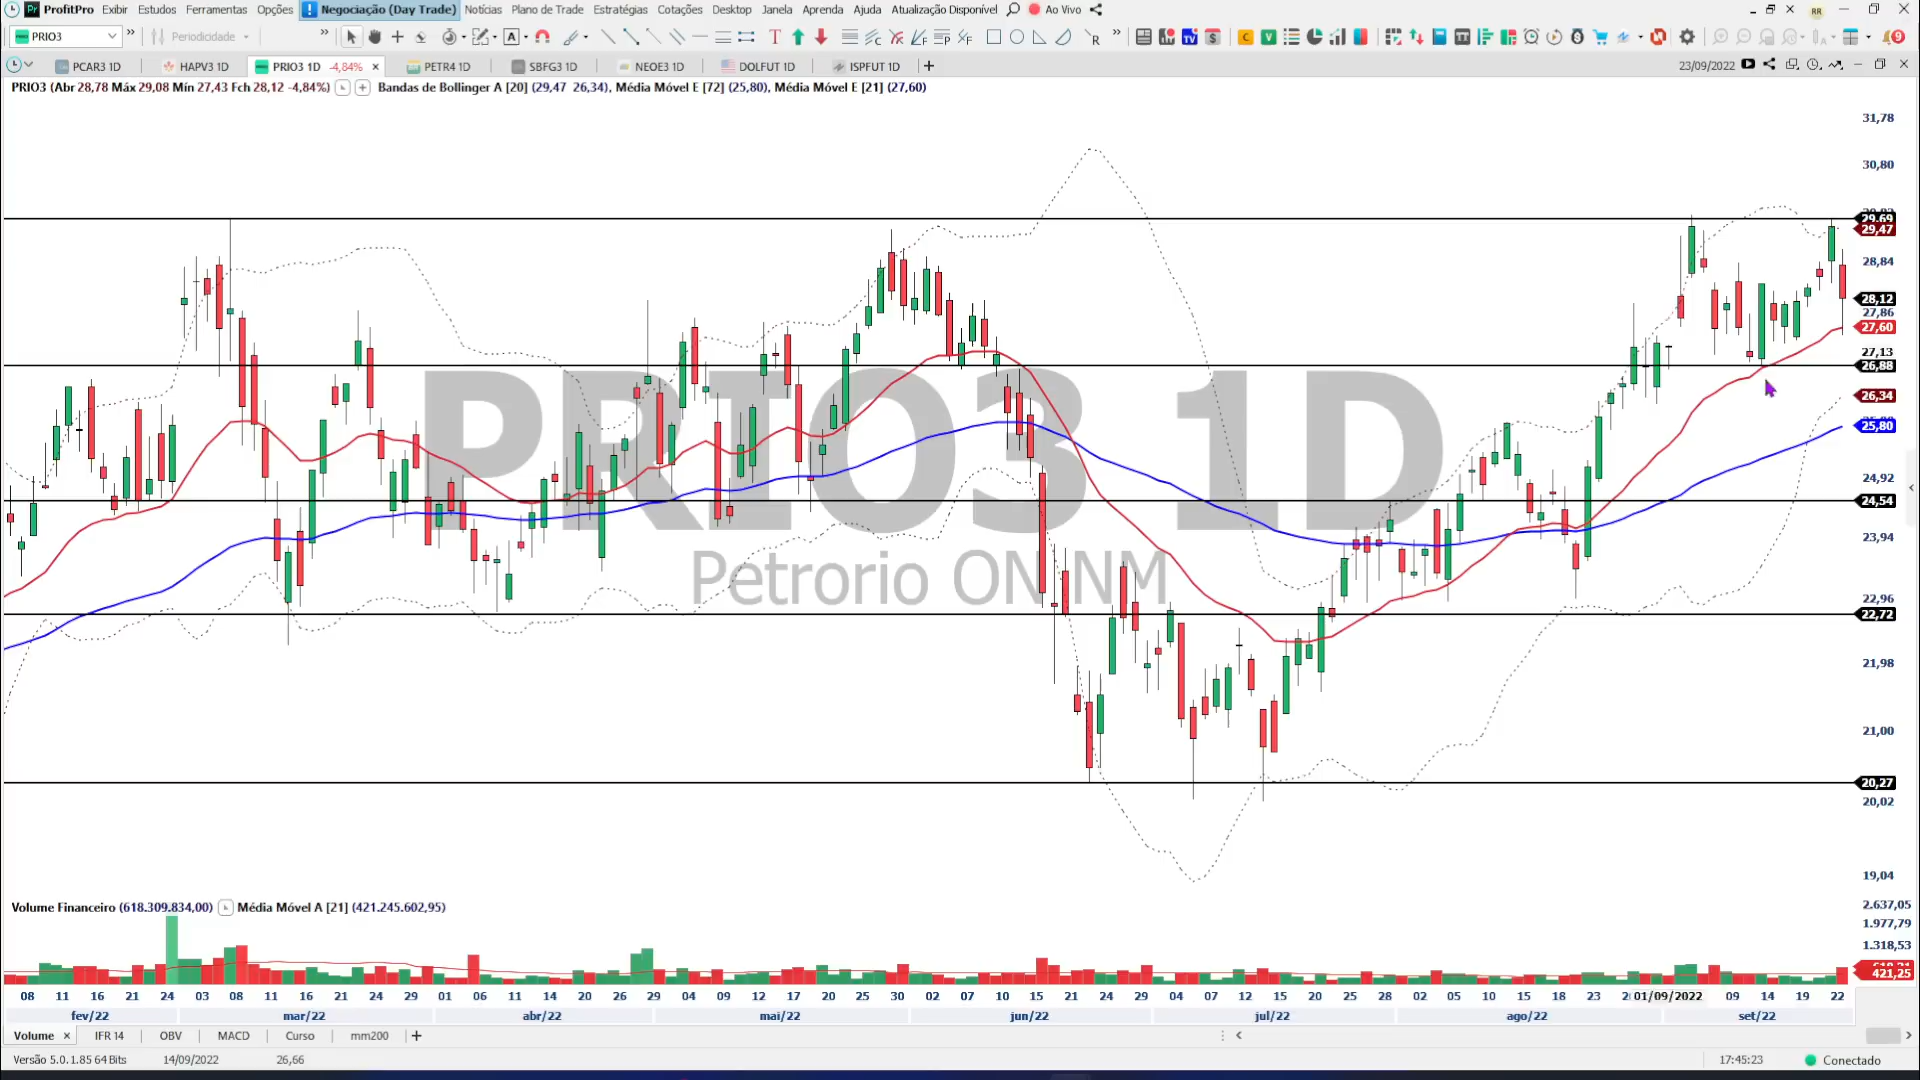 ProfitPro Exibir Estudos Ferramentas Opções Negociação (Day Trade) Notícias Plano de Trade Estratégias Cotações Desktop Janela Aprenda Ajuda Atualização Disponível Ao Vivo RR
PRIO3 Periodicidade
PCAR3 1D HAPV3 1D PRIO3 1D -4,84% PETR4 1D SBFG3 1D NEOE3 1D DOLFUT 1D ISPFUT 1D 23/09/2022
PRIO3 (Abr 28,78 Máx 29,08 Mín 27,43 Fch 28,12 -4,84%) Bandas de Bollinger A [20] (29,47 26,34), Média Móvel E [72] (25,80), Média Móvel E [21] (27,60)
31,78
30,80
29,69
29,47
28,84
28,12
27,86
27,60
27,13
26,88
26,34
25,80
24,92
24,54
23,94
22,96
22,72
21,98
21,00
20,27
20,02
19,04
PRIO3 1D
Petrorio ON NM
Volume Financeiro (618.309.834,00) Média Móvel A [21] (421.245.602,95)
2.637,05
1.977,79
1.318,53
421,25
08 11 16 21 24 03 08 11 16 21 24 29 01 06 11 14 20 26 29 04 09 12 17 20 25 30 02 07 10 15 21 24 29 04 07 12 15 20 25 28 02 05 10 15 18 23 01/09/2022 09 14 19 22
fev/22 mar/22 abr/22 mai/22 jun/22 jul/22 ago/22 set/22
Volume IFR 14 OBV MACD Curso mm200
Versão 5.0.1.85 64 Bits 14/09/2022 26,66 17:45:23 Conectado